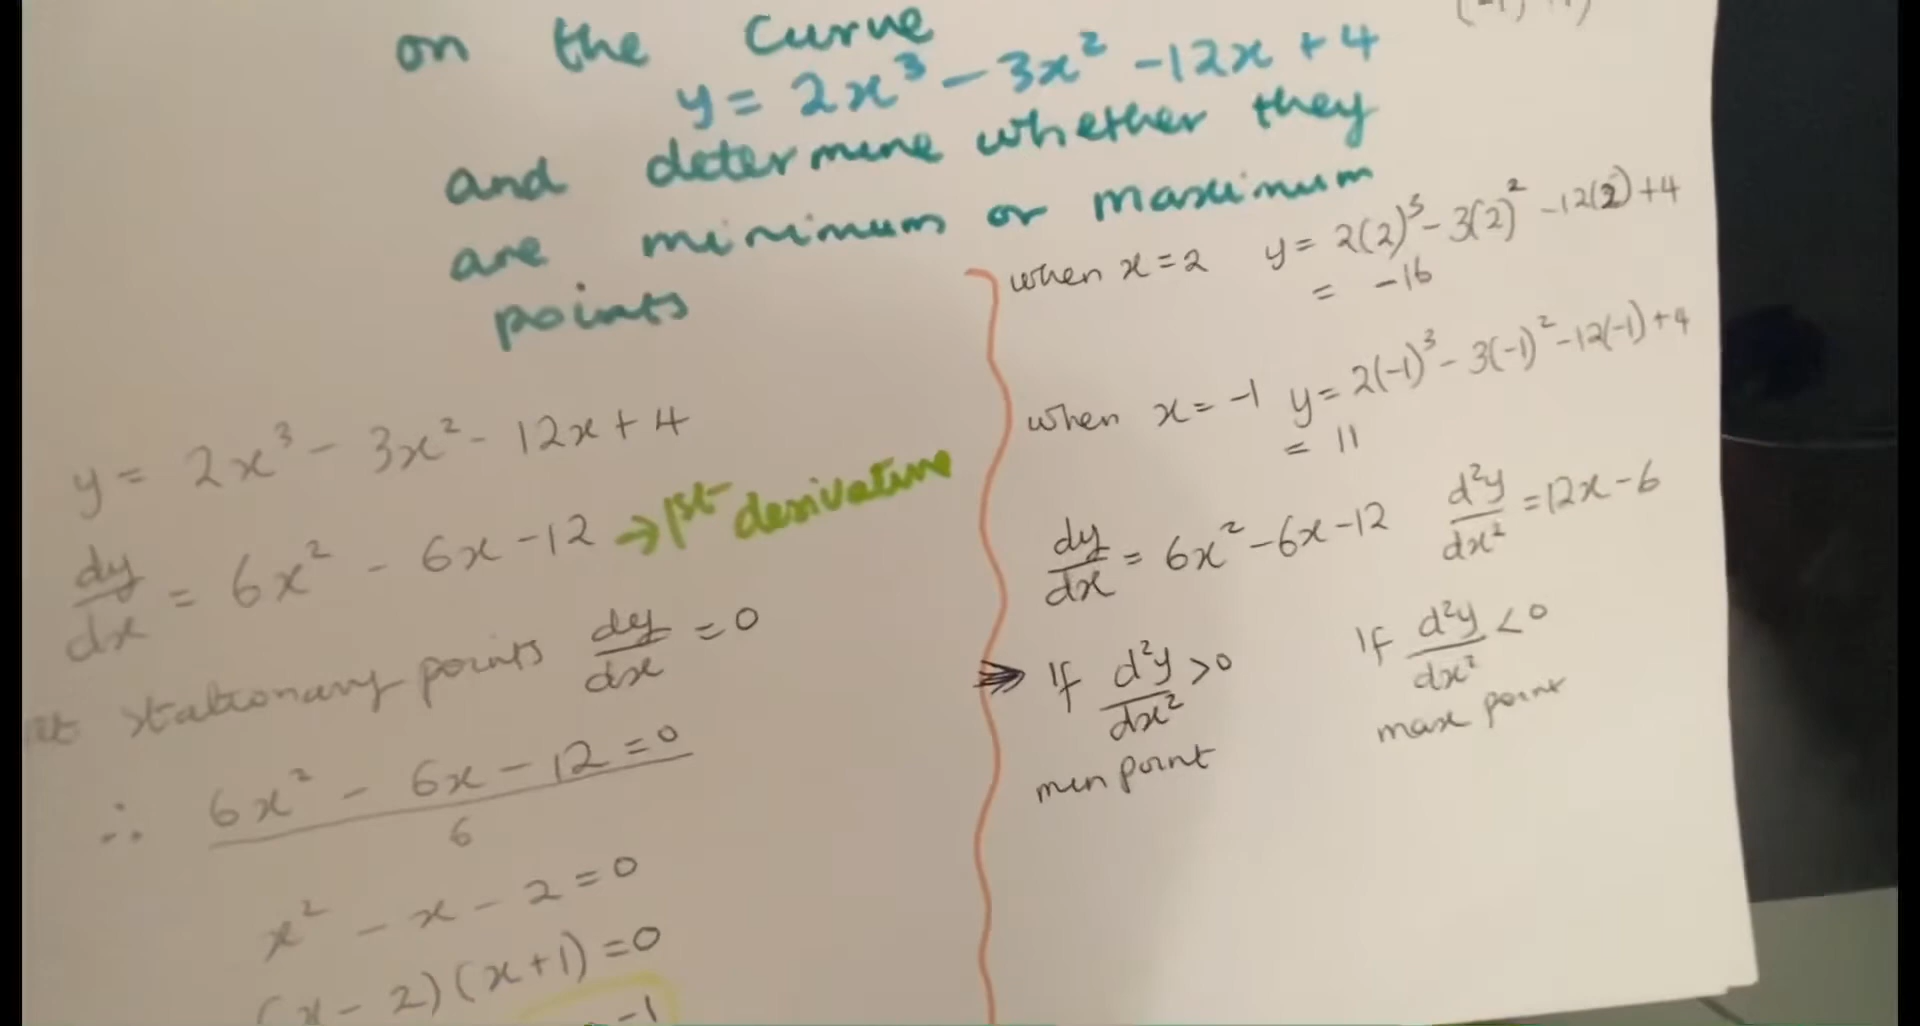 on the curve
y = 2x³ - 3x² - 12x + 4
and determine whether they
are minimum or maximum
points
y = 2x³ - 3x² - 12x + 4
dy/dx = 6x² - 6x - 12 → 1st derivative
stationary points dy/dx = 0
∴ 6x² - 6x - 12 = 0
6
x² - x - 2 = 0
(x - 2)(x + 1) = 0
-1
when x = 2 y = 2(2)³ - 3(2)² - 12(2) + 4
= -16
when x = -1 y = 2(-1)³ - 3(-1)² - 12(-1) + 4
= 11
dy/dx = 6x² - 6x - 12 d²y/dx² = 12x - 6
⇒ If d²y/dx² > 0 If d²y/dx² < 0
min point max point